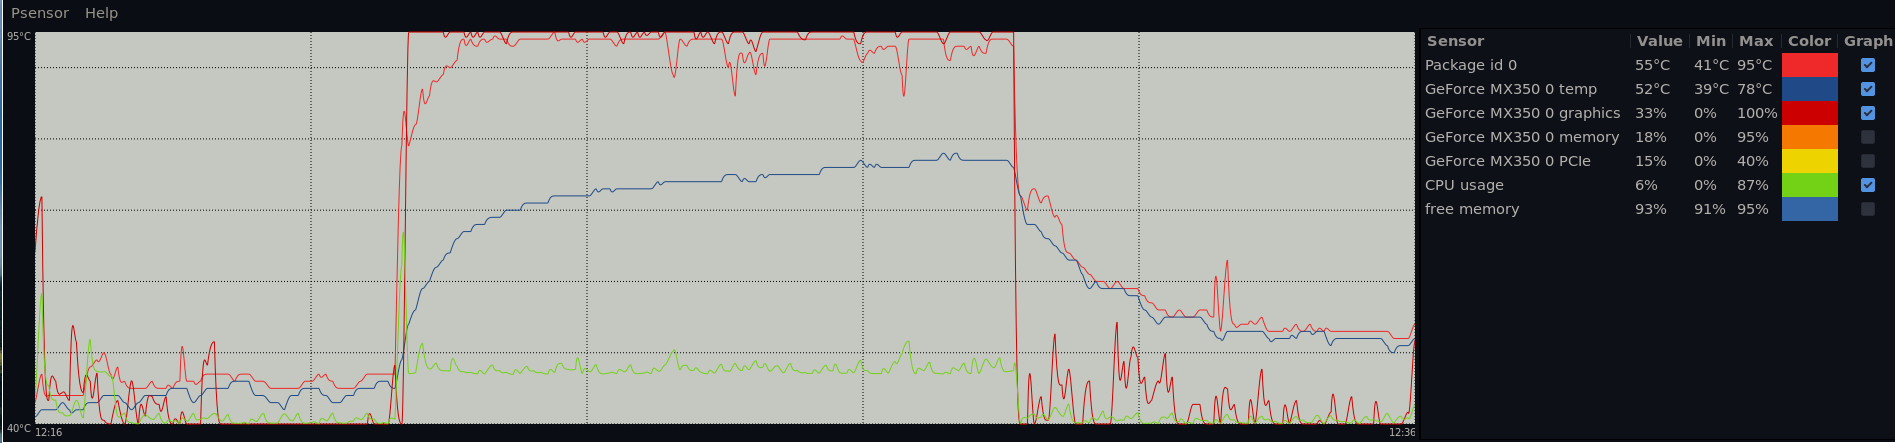 Psensor Help
95°C
40°C
12:16 12:36
Sensor Value Min Max Color Graph
Package id 0 55°C 41°C 95°C
GeForce MX350 0 temp 52°C 39°C 78°C
GeForce MX350 0 graphics 33% 0% 100%
GeForce MX350 0 memory 18% 0% 95%
GeForce MX350 0 PCIe 15% 0% 40%
CPU usage 6% 0% 87%
free memory 93% 91% 95%